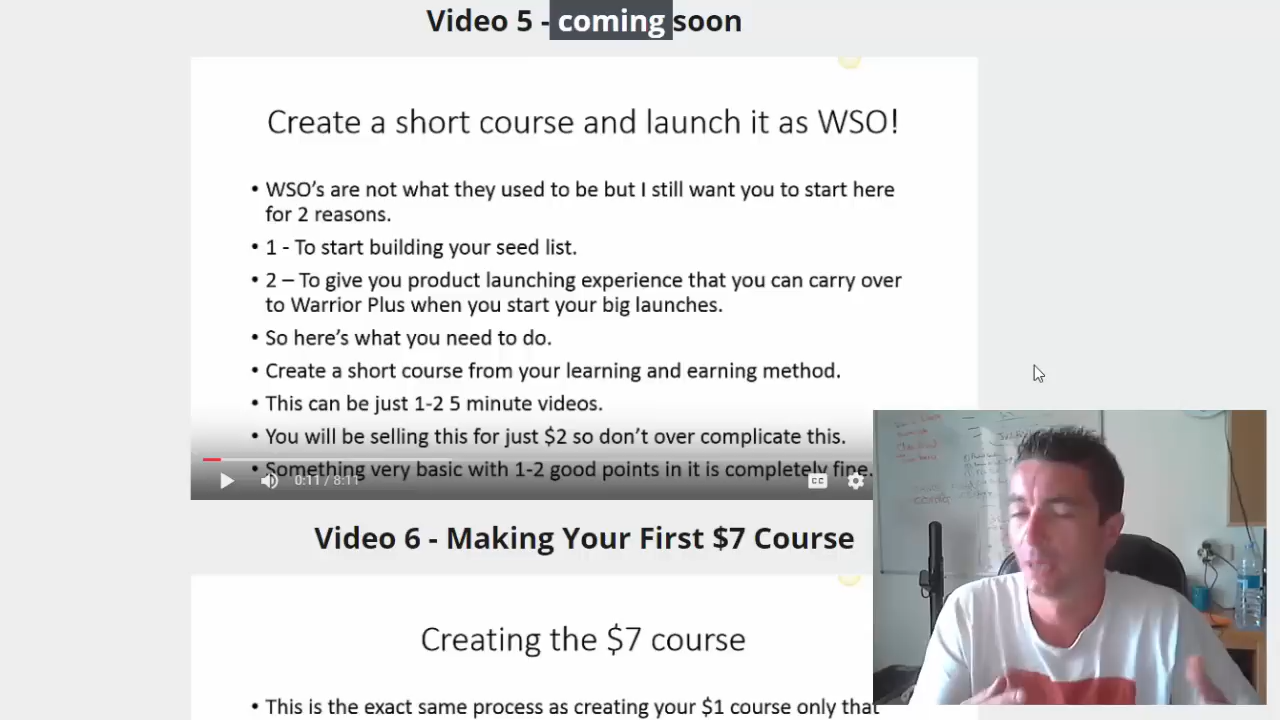 Video 5 - coming soon
Create a short course and launch it as WSO!
• WSO's are not what they used to be but I still want you to start here
for 2 reasons.
• 1 - To start building your seed list.
• 2 – To give you product launching experience that you can carry over
to Warrior Plus when you start your big launches.
• So here's what you need to do.
• Create a short course from your learning and earning method.
• This can be just 1-2 5 minute videos.
• You will be selling this for just $2 so don't over complicate this.
• Something very basic with 1-2 good points in it is completely fine.
0:11 / 8:11
CC
Video 6 - Making Your First $7 Course
Creating the $7 course
• This is the exact same process as creating your $1 course only that